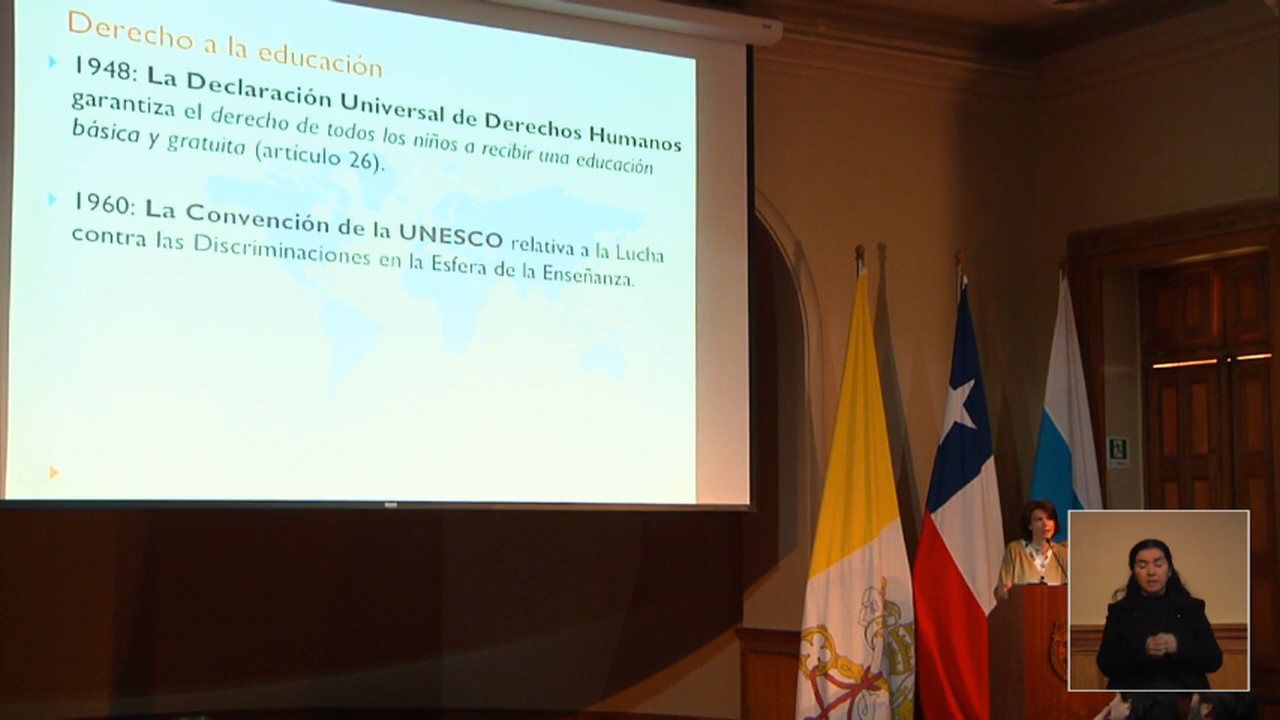 Derecho a la educación
1948: La Declaración Universal de Derechos Humanos
garantiza el derecho de todos los niños a recibir una educación
básica y gratuita (artículo 26).
1960: La Convención de la UNESCO relativa a la Lucha
contra las Discriminaciones en la Esfera de la Enseñanza.